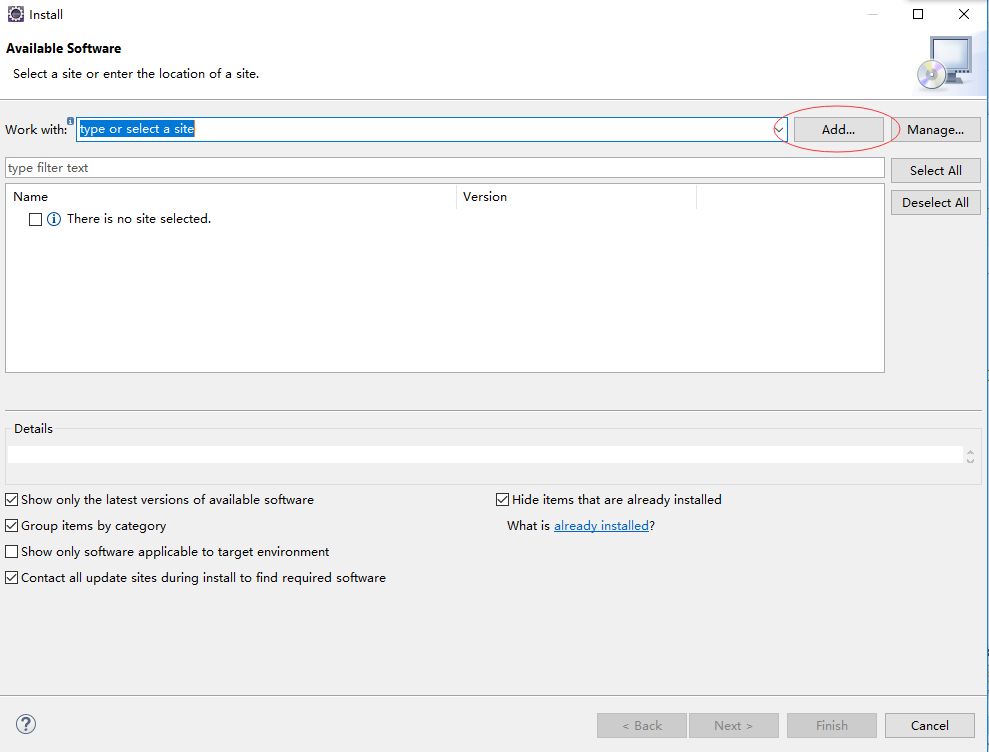 Install
Available Software
Select a site or enter the location of a site.
Work with: type or select a site Add... Manage...
type filter text Select All
Name Version Deselect All
There is no site selected.
Details
Show only the latest versions of available software Hide items that are already installed
Group items by category What is already installed?
Show only software applicable to target environment
Contact all update sites during install to find required software
? < Back Next > Finish Cancel